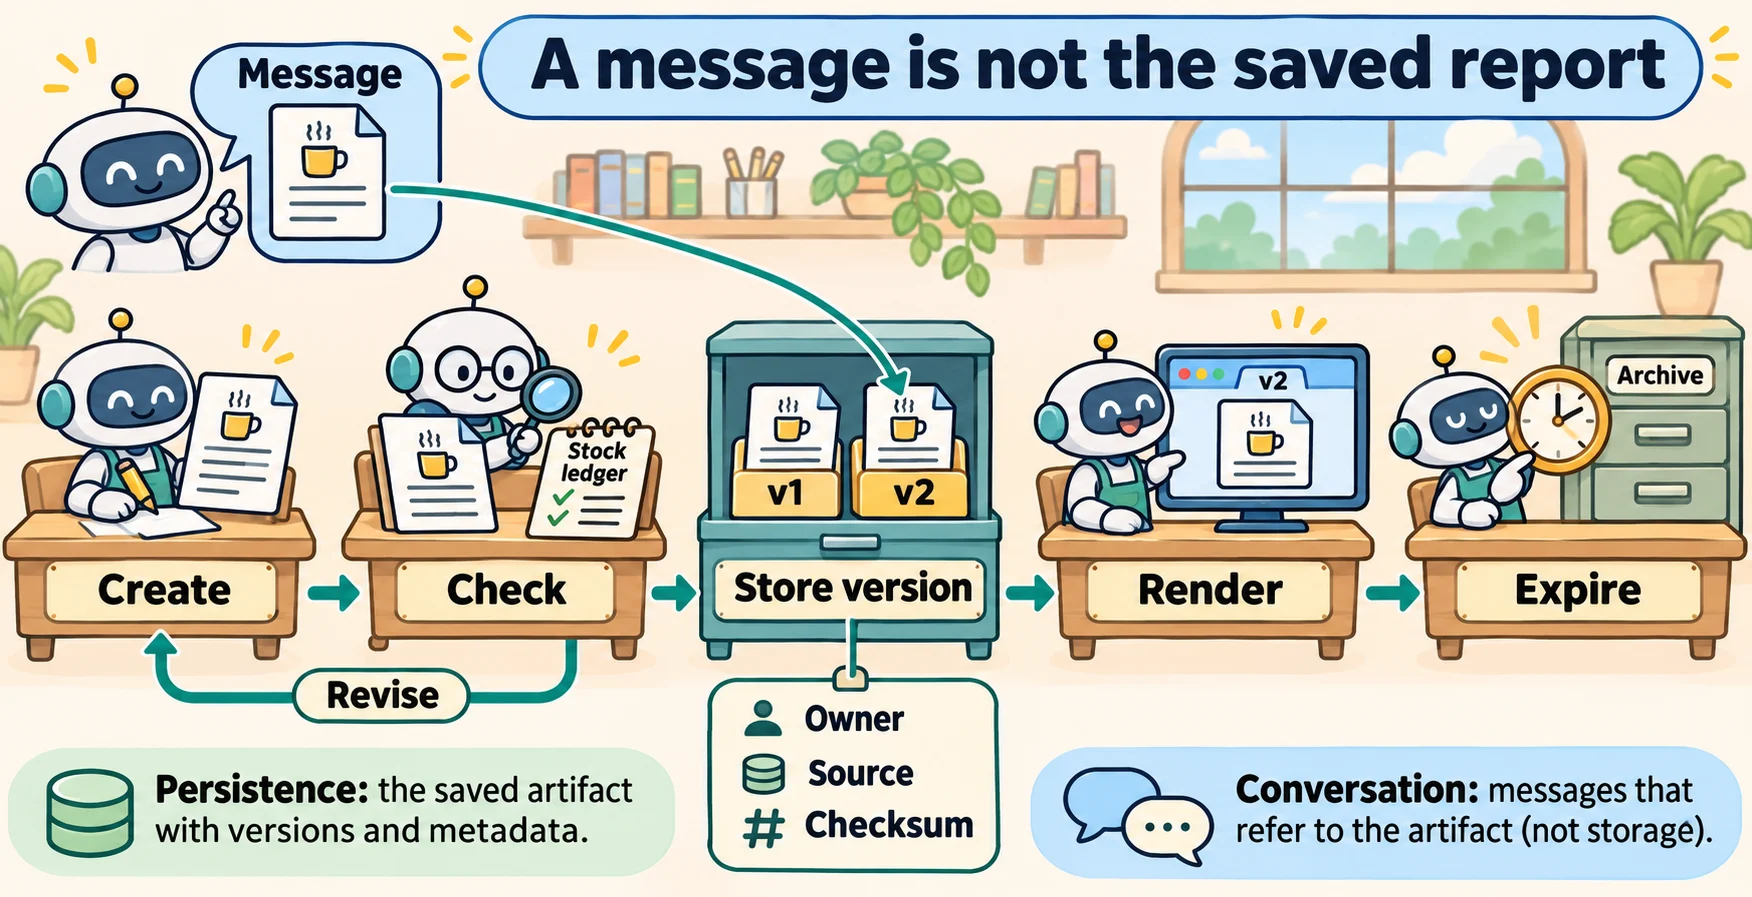 A message is not the saved report
Message
Stock
ledger
v1
v2
v2
Archive
Create
Check
Store version
Render
Expire
Revise
Owner
Source
# Checksum
Persistence: the saved artifact
with versions and metadata.
Conversation: messages that
refer to the artifact (not storage).